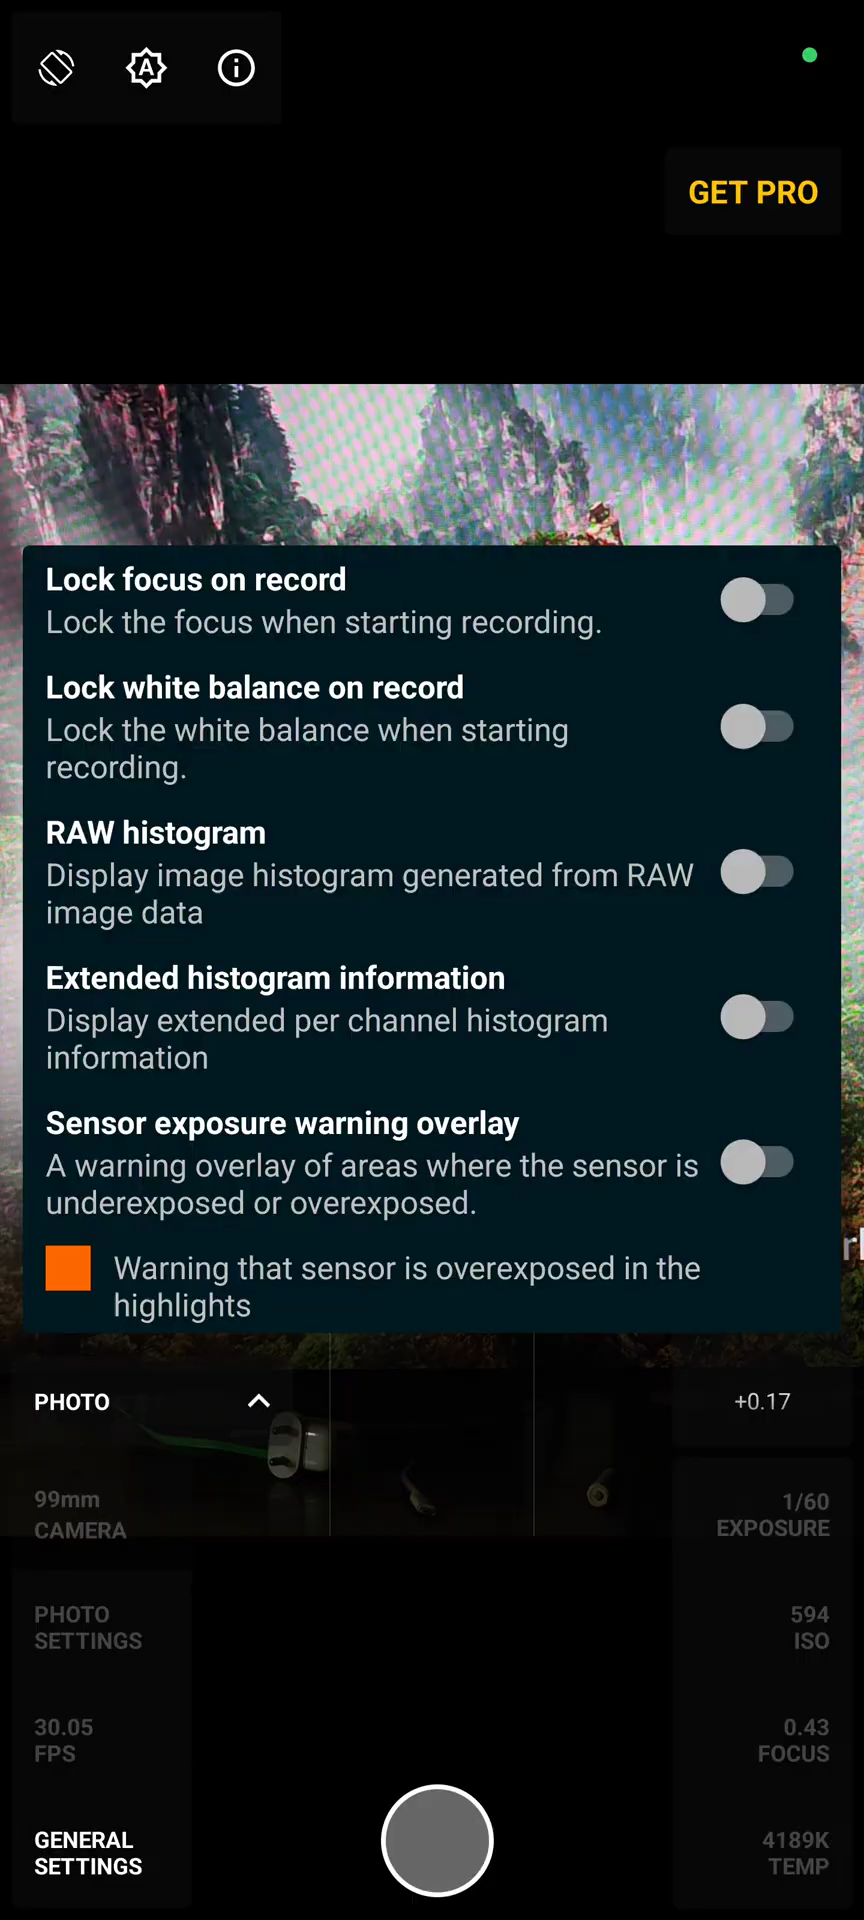 GET PRO
Lock focus on record
Lock the focus when starting recording.
Lock white balance on record
Lock the white balance when starting
recording.
RAW histogram
Display image histogram generated from RAW
image data
Extended histogram information
Display extended per channel histogram
information
Sensor exposure warning overlay
A warning overlay of areas where the sensor is
underexposed or overexposed.
Warning that sensor is overexposed in the
highlights
PHOTO
+0.17
99mm
CAMERA
1/60
EXPOSURE
PHOTO
SETTINGS
594
ISO
30.05
FPS
0.43
FOCUS
GENERAL
SETTINGS
4189K
TEMP